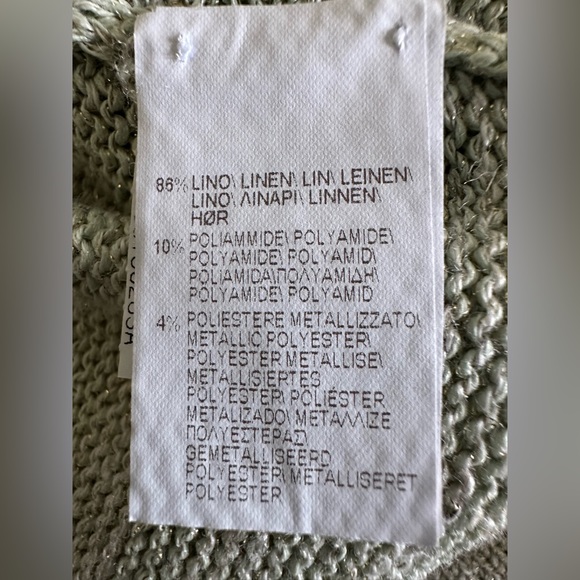 86% LINO\ LINEN\ LIN\ LEINEN\
LINO\ ΛΙΝΑΡΙ\ LINNEN\
HØR
10% POLIAMMIDE\ POLYAMIDE\
POLYAMIDE\ POLYAMID\
POLIAMIDA\ΠΟΛΥΑΜΙΔΗ\
POLYAMIDE\ POLYAMID
4% POLIESTERE METALLIZZATO\
METALLIC POLYESTER\
POLYESTER METALLISE\
METALLISIERTES
POLYESTER\ POLIÉSTER
METALIZADO\ ΜΕΤΑΛΛΙΖΕ
ΠΟΛΥΕΣΤΕΡΑΣ\
GEMETALLISEERD
POLYESTER\ METALLISERET
POLYESTER